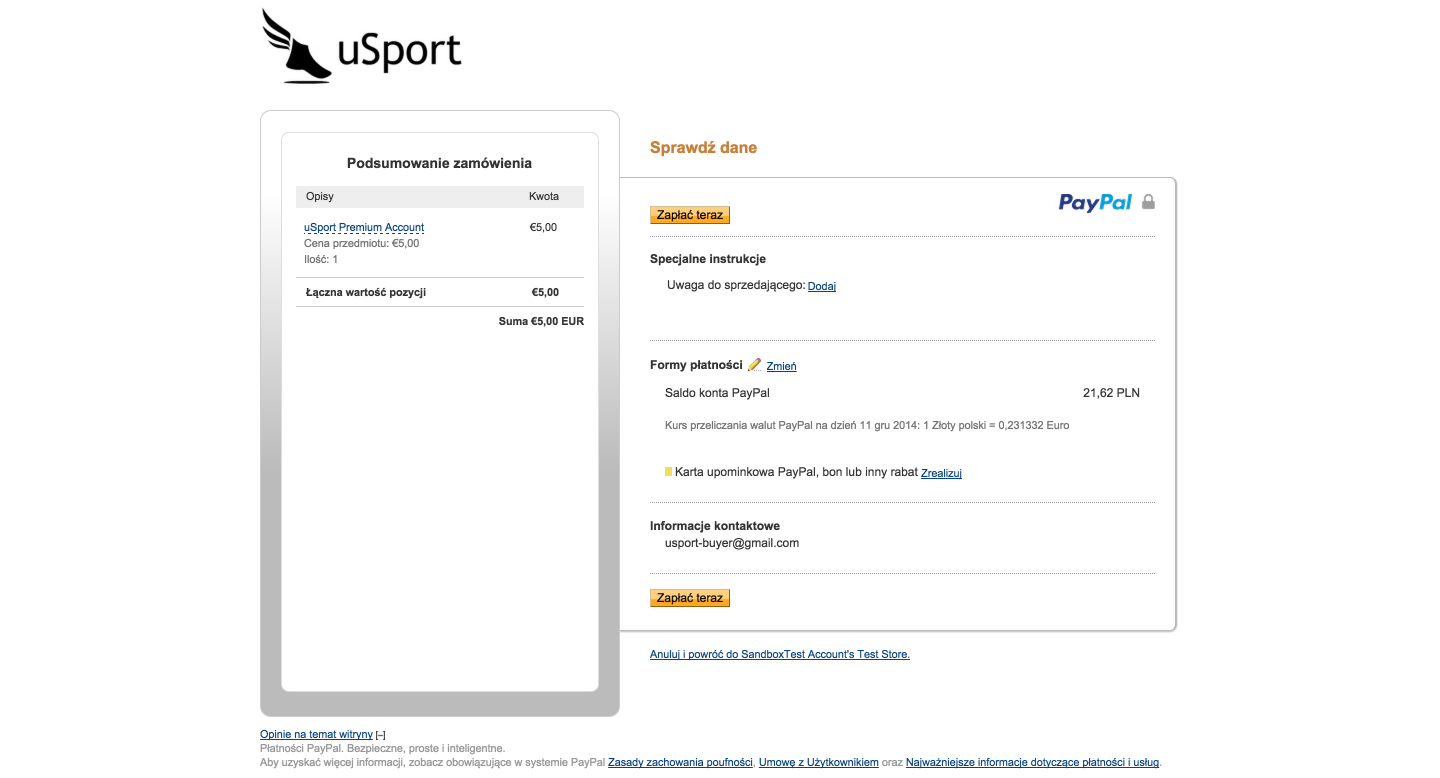 uSport
Podsumowanie zamówienia
Opisy Kwota
uSport Premium Account €5,00
Cena przedmiotu: €5,00
Ilość: 1
Łączna wartość pozycji €5,00
Suma €5,00 EUR
Sprawdź dane
PayPal
Zapłać teraz
Specjalne instrukcje
Uwaga do sprzedającego: Dodaj
Formy płatności Zmień
Saldo konta PayPal 21,62 PLN
Kurs przeliczania walut PayPal na dzień 11 gru 2014: 1 Złoty polski = 0,231332 Euro
Karta upominkowa PayPal, bon lub inny rabat Zrealizuj
Informacje kontaktowe
usport-buyer@gmail.com
Zapłać teraz
Anuluj i powróć do SandboxTest Account's Test Store.
Opinie na temat witryny [–]
Płatności PayPal. Bezpieczne, proste i inteligentne.
Aby uzyskać więcej informacji, zobacz obowiązujące w systemie PayPal Zasady zachowania poufności, Umowę z Użytkownikiem oraz Najważniejsze informacje dotyczące płatności i usług.